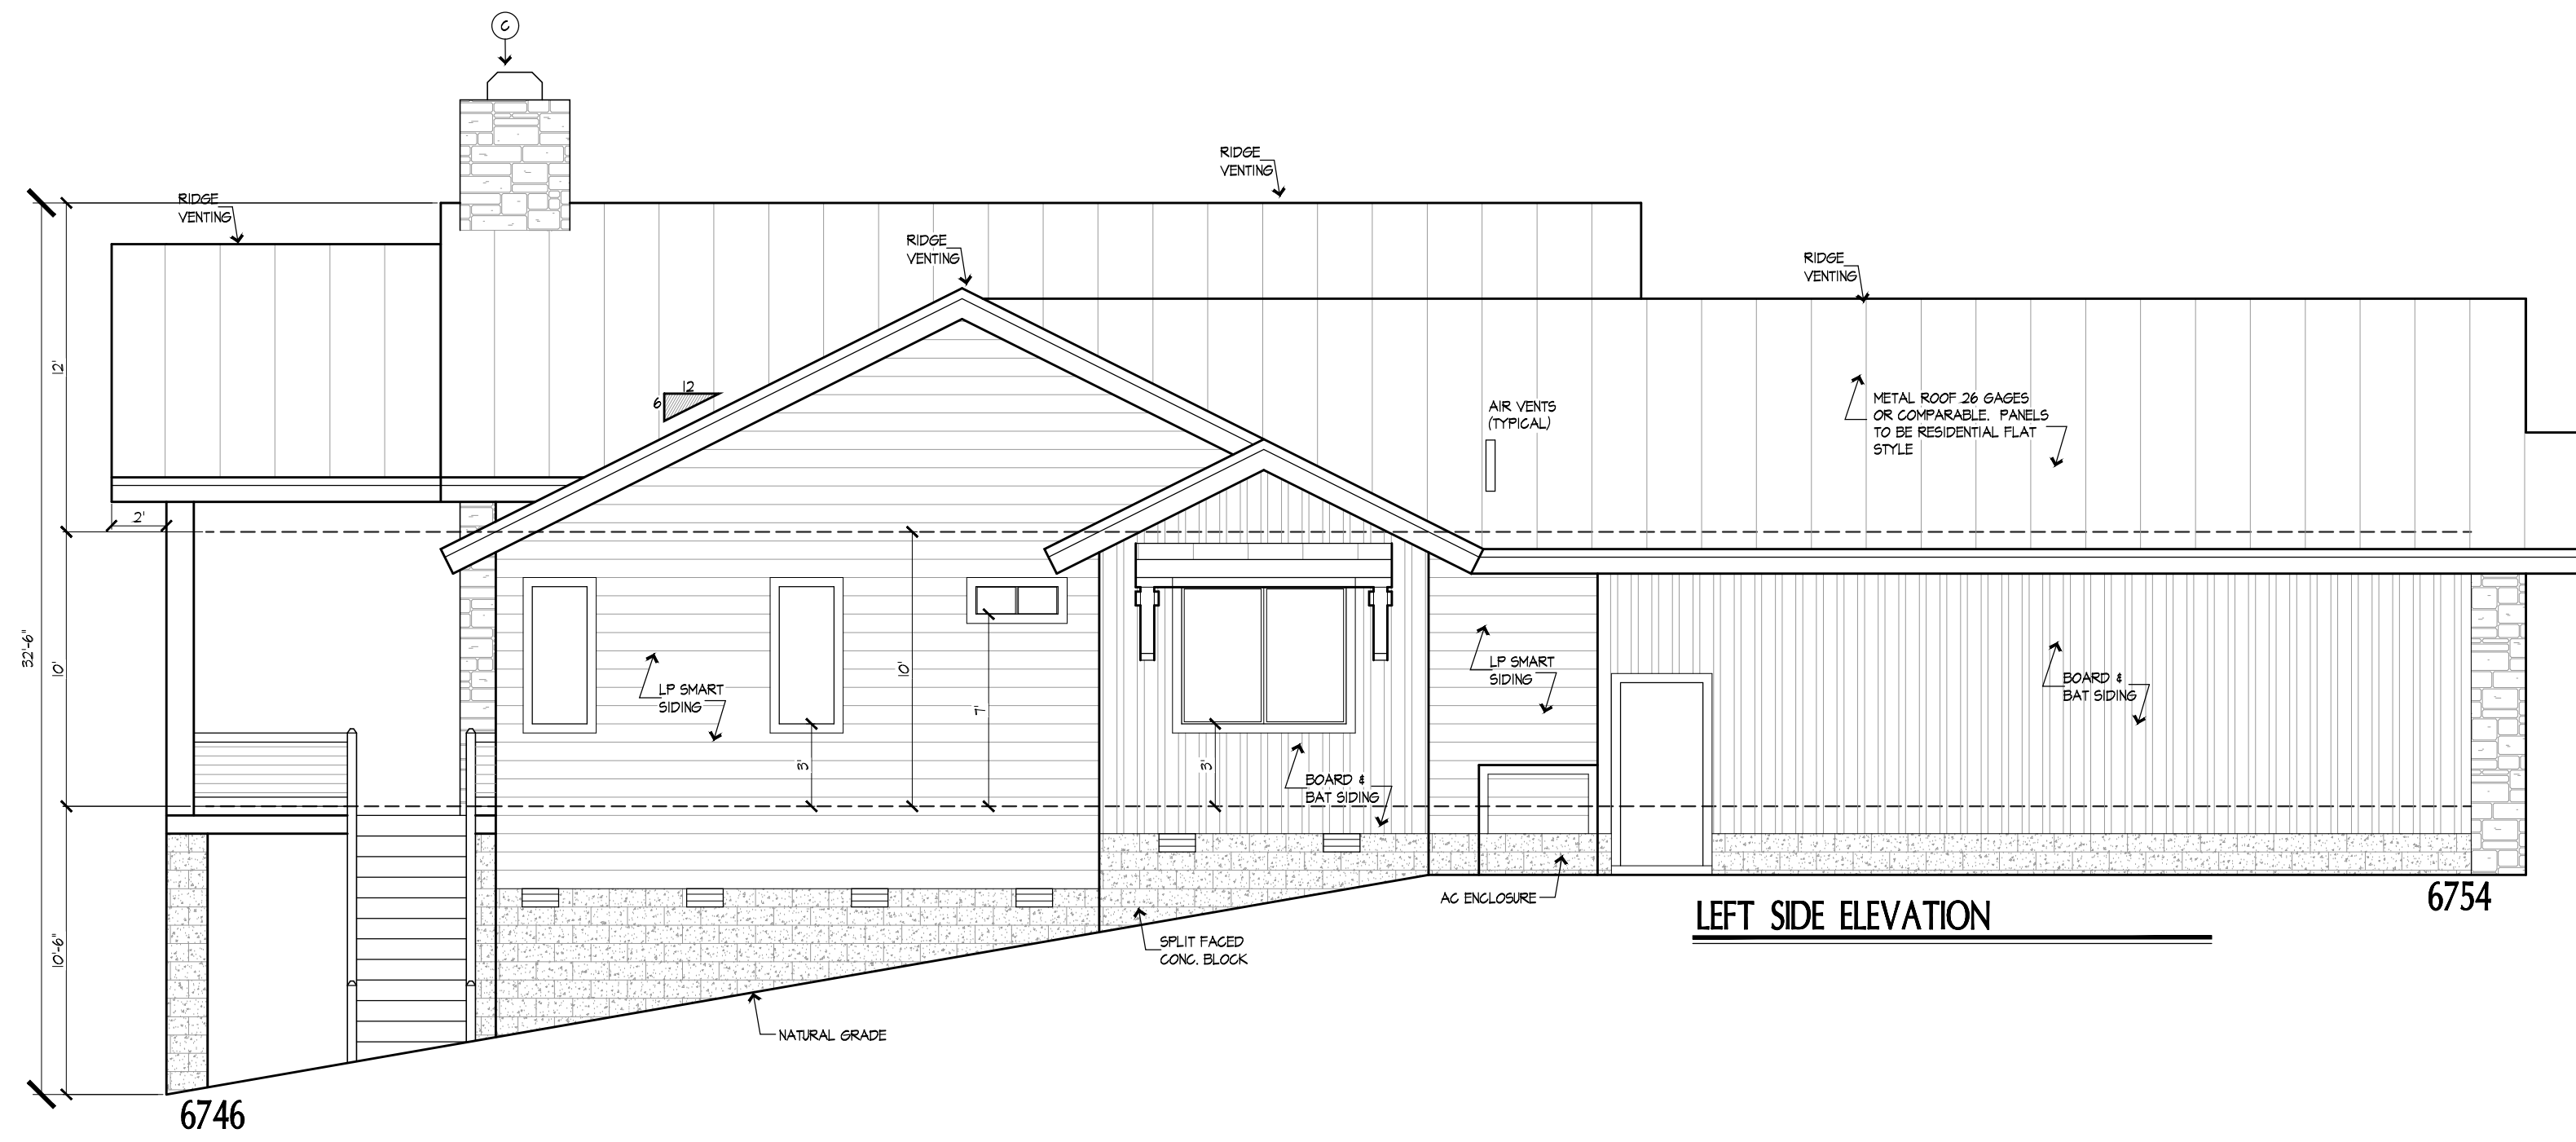 C
RIDGE
VENTING
RIDGE
VENTING
RIDGE
VENTING
RIDGE
VENTING
12
6
12'
AIR VENTS
(TYPICAL)
METAL ROOF 26 GAGES
OR COMPARABLE. PANELS
TO BE RESIDENTIAL FLAT
STYLE
2'
32'-6"
10'
10'
7'
3'
3'
LP SMART
SIDING
LP SMART
SIDING
BOARD &
BAT SIDING
BOARD &
BAT SIDING
10'-6"
AC ENCLOSURE
SPLIT FACED
CONC. BLOCK
NATURAL GRADE
LEFT SIDE ELEVATION
6754
6746